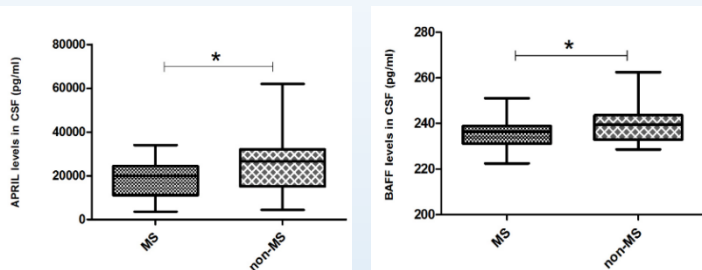 APRIL levels in CSF (pg/ml)
80000
60000
40000
20000
0
*
MS
non-MS
BAFF levels in CSF (pg/ml)
280
260
240
220
200
*
MS
non-MS